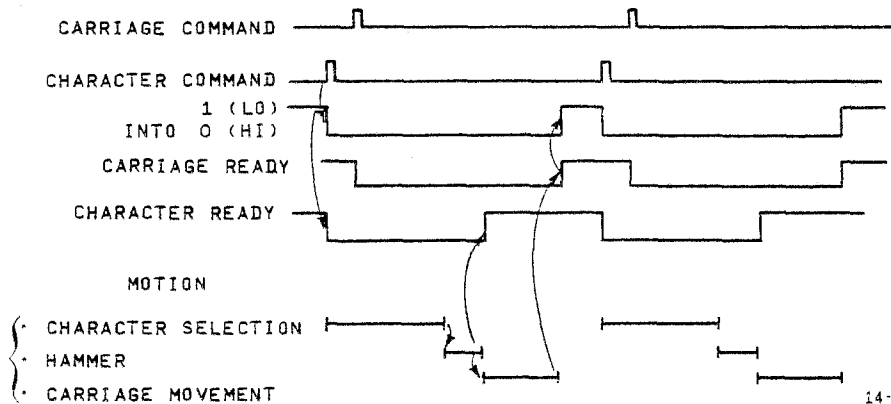 CARRIAGE COMMAND
CHARACTER COMMAND
1 (LO)
INTO 0 (HI)
CARRIAGE READY
CHARACTER READY
MOTION
· CHARACTER SELECTION
· HAMMER
· CARRIAGE MOVEMENT
14-